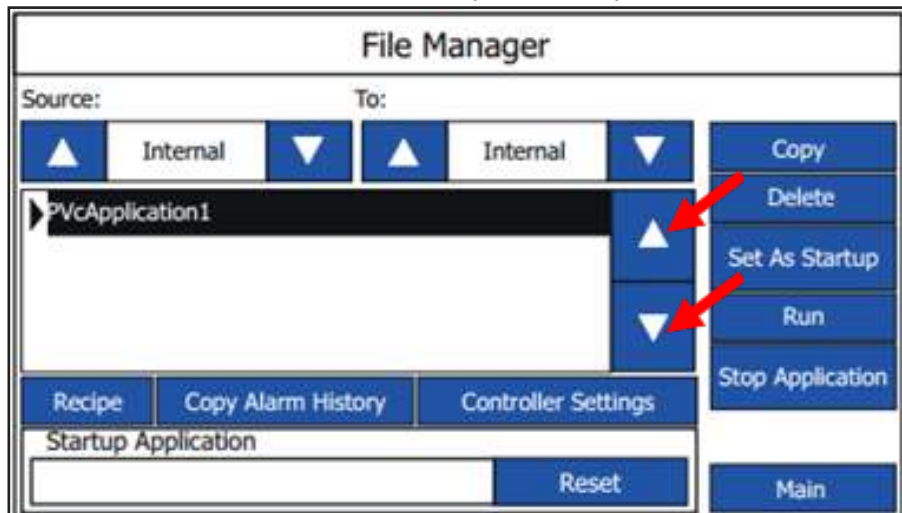 File Manager
Source: To:
Internal Internal
Copy
PVcApplication1
Delete
Set As Startup
Run
Stop Application
Recipe Copy Alarm History Controller Settings
Startup Application
Reset
Main